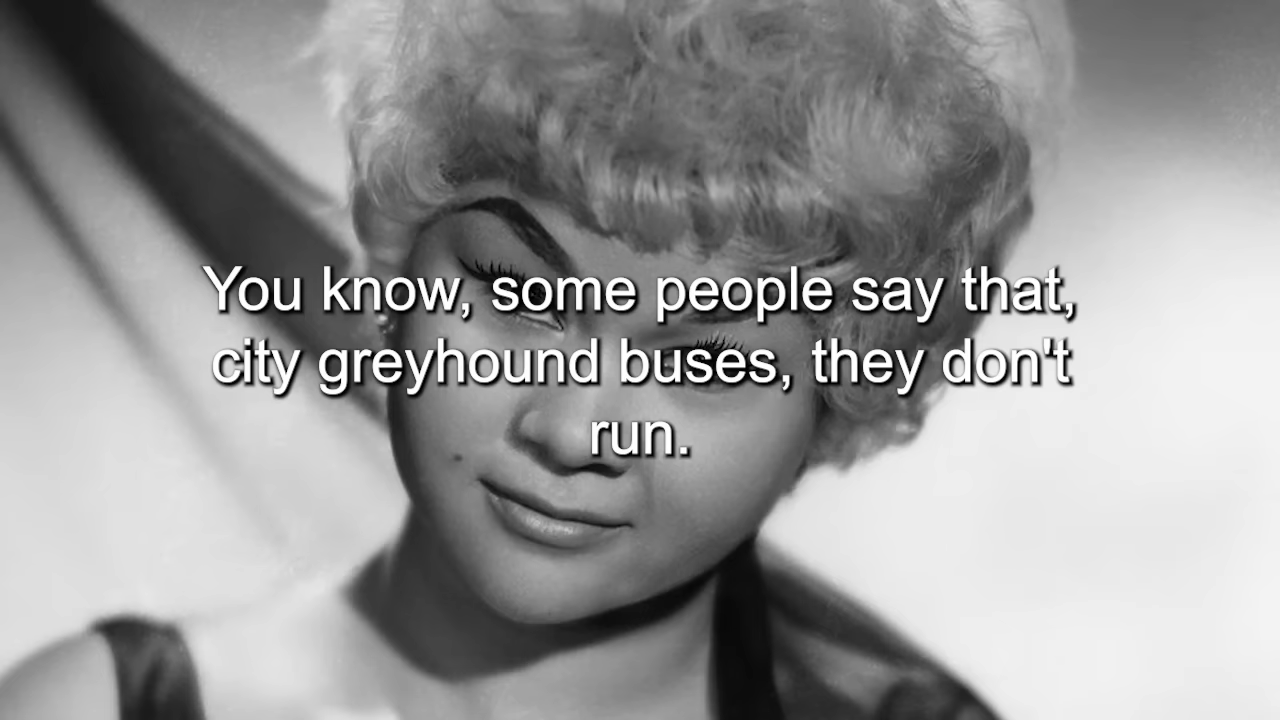 You know, some people say that,
city greyhound buses, they don't
run.